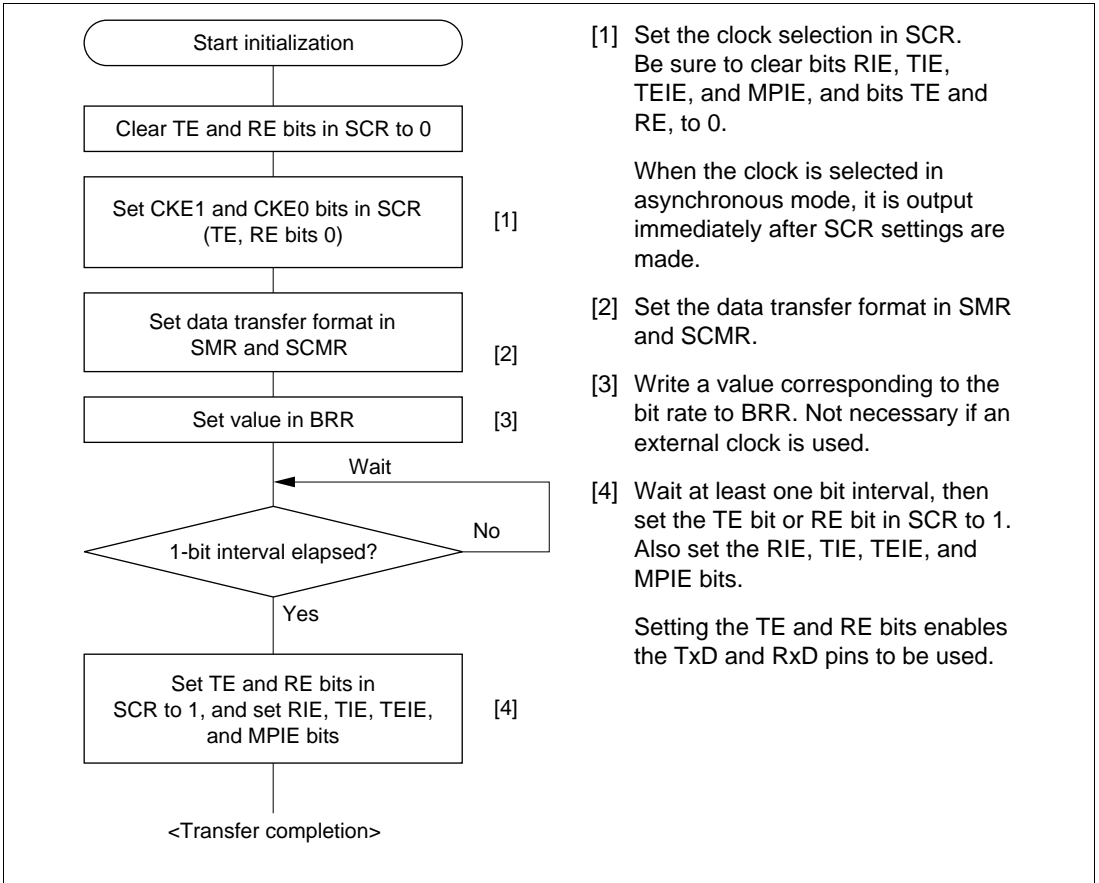 Start initialization
Clear TE and RE bits in SCR to 0
Set CKE1 and CKE0 bits in SCR
(TE, RE bits 0)
[1]
Set data transfer format in
SMR and SCMR
[2]
Set value in BRR
[3]
Wait
1-bit interval elapsed?
No
Yes
Set TE and RE bits in
SCR to 1, and set RIE, TIE, TEIE,
and MPIE bits
[4]
<Transfer completion>
[1] Set the clock selection in SCR.
Be sure to clear bits RIE, TIE,
TEIE, and MPIE, and bits TE and
RE, to 0.
When the clock is selected in
asynchronous mode, it is output
immediately after SCR settings are
made.
[2] Set the data transfer format in SMR
and SCMR.
[3] Write a value corresponding to the
bit rate to BRR. Not necessary if an
external clock is used.
[4] Wait at least one bit interval, then
set the TE bit or RE bit in SCR to 1.
Also set the RIE, TIE, TEIE, and
MPIE bits.
Setting the TE and RE bits enables
the TxD and RxD pins to be used.